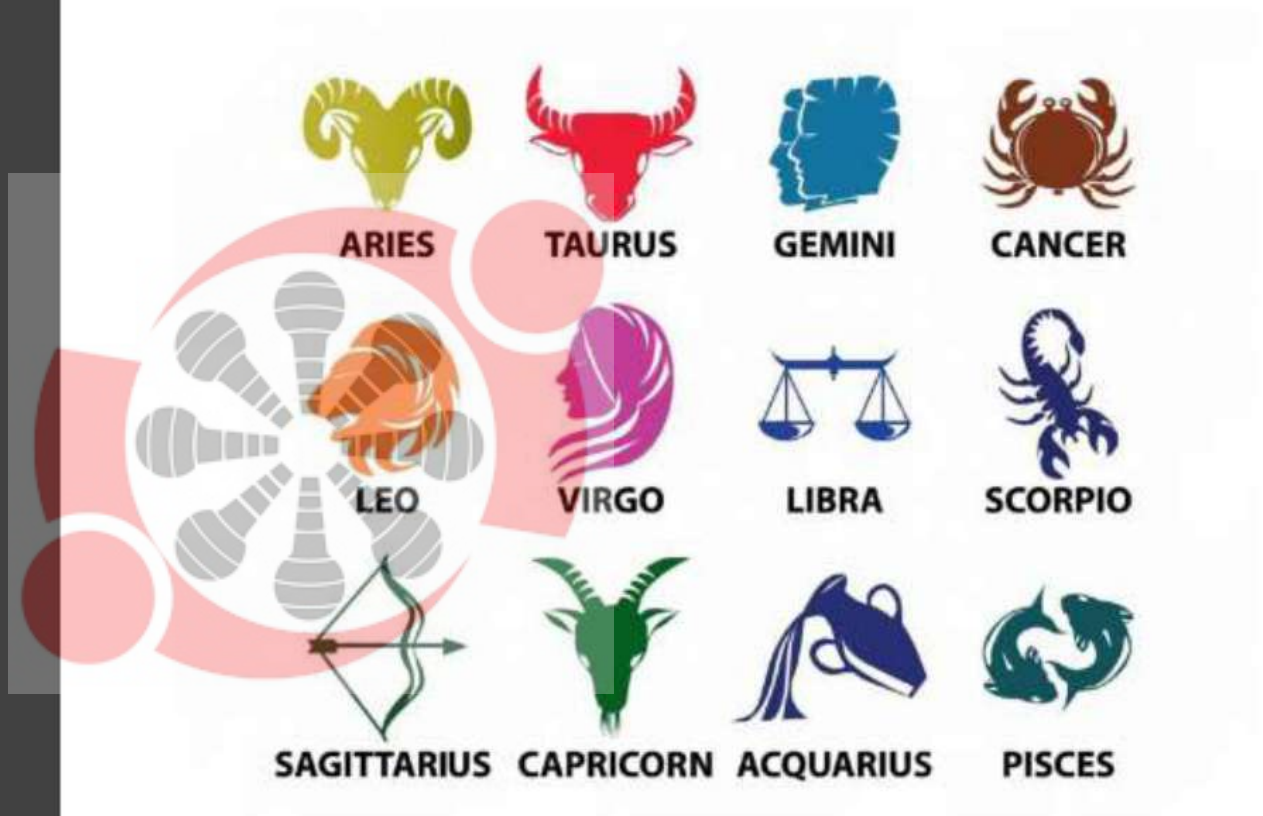 ARIES TAURUS GEMINI CANCER
LEO VIRGO LIBRA SCORPIO
SAGITTARIUS CAPRICORN ACQUARIUS PISCES